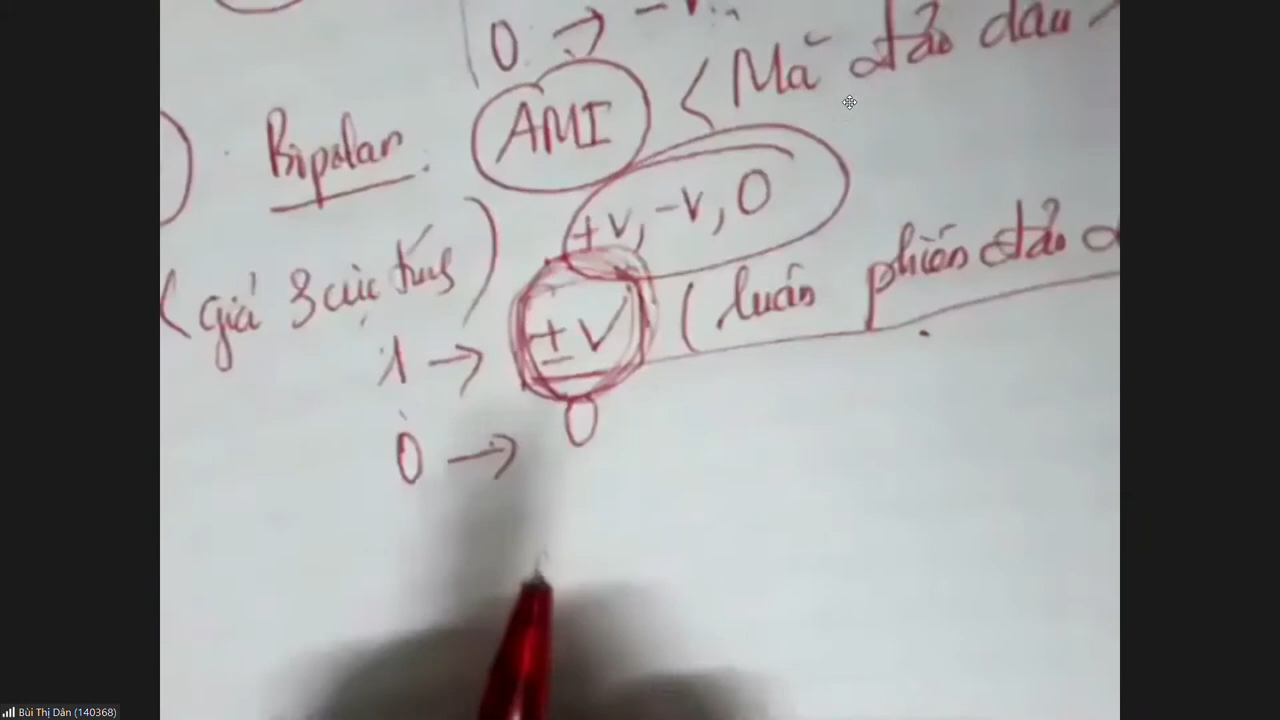 0 → -V
Bipolar. AMI (Mã đảo dấu
+V, -V, 0
(giả 3 cực tính)
1 → ±V (luân phiên đảo
0 → 0
Bùi Thị Dân (140368)